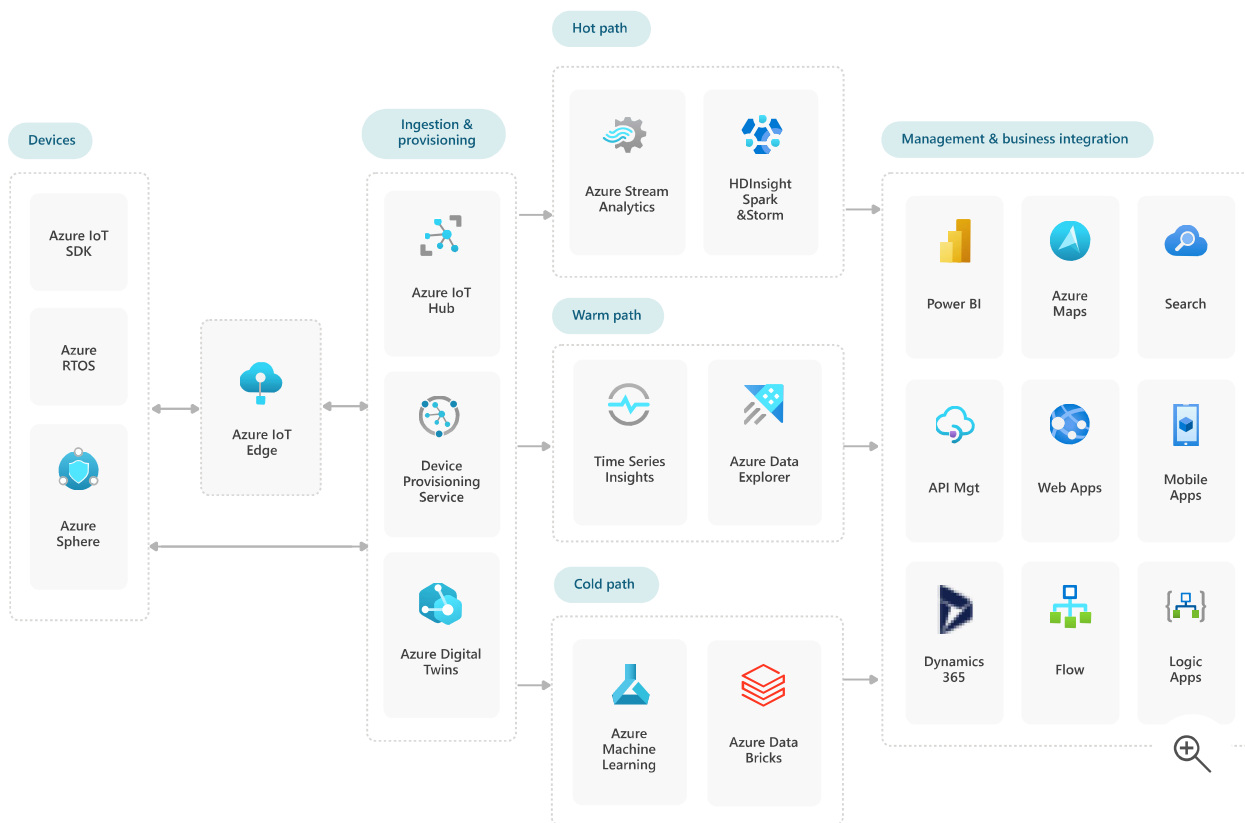 Hot path
Azure Stream
Analytics
HDInsight
Spark
&Storm
Devices
Azure IoT
SDK
Azure
RTOS
Azure
Sphere
Azure IoT
Edge
Ingestion &
provisioning
Azure IoT
Hub
Device
Provisioning
Service
Azure Digital
Twins
Warm path
Time Series
Insights
Azure Data
Explorer
Cold path
Azure
Machine
Learning
Azure Data
Bricks
Management & business integration
Power BI
Azure
Maps
Search
API Mgt
Web Apps
Mobile
Apps
Dynamics
365
Flow
Logic
Apps